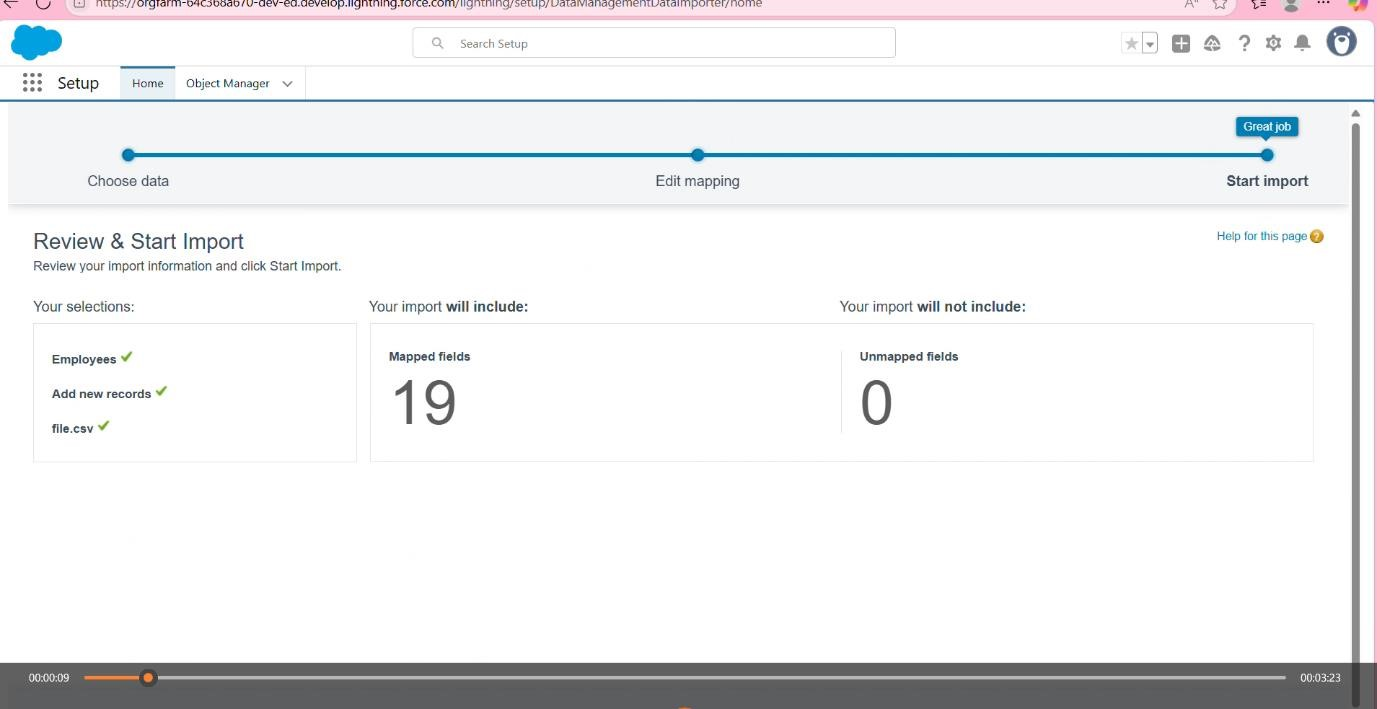 https://orgfarm-64c368a670-dev-ed.develop.lightning.force.com/lightning/setup/DataManagementDataImporter/home
Search Setup
Setup Home Object Manager
Great job
Choose data Edit mapping Start import
Review & Start Import
Help for this page
Review your import information and click Start Import.
Your selections: Your import will include: Your import will not include:
Employees
Add new records
file.csv
Mapped fields
19
Unmapped fields
0
00:00:09 00:03:23